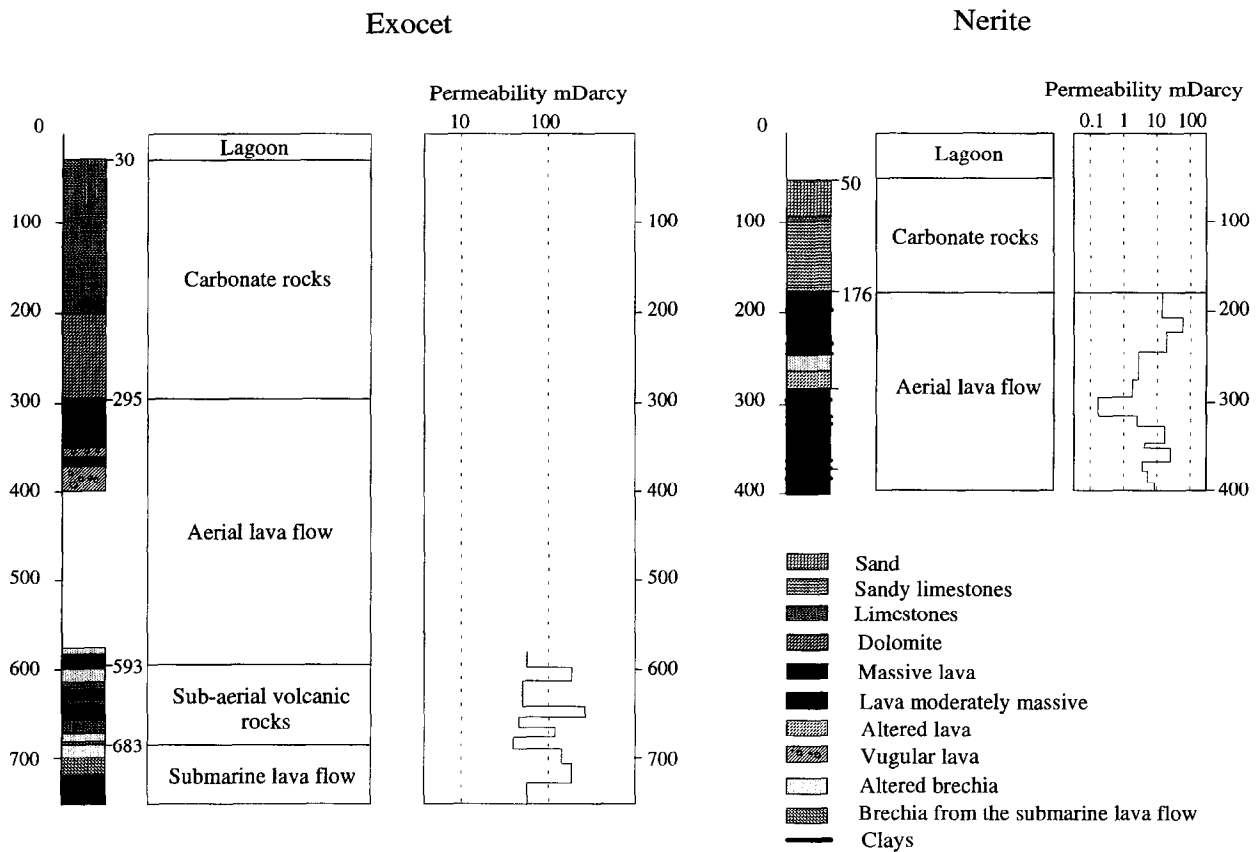 Exocet
Permeability mDarcy
10 100
0
Lagoon
30
100
100
Carbonate rocks
200
200
295
300
300
400
400
Aerial lava flow
500
500
593
600
600
Sub-aerial volcanic
rocks
683
700
700
Submarine lava flow
Nerite
Permeability mDarcy
0.1 1 10 100
0
Lagoon
50
100
100
Carbonate rocks
176
200
200
Aerial lava flow
300
300
400
400
Sand
Sandy limestones
Limestones
Dolomite
Massive lava
Lava moderately massive
Altered lava
Vugular lava
Altered brechia
Brechia from the submarine lava flow
Clays